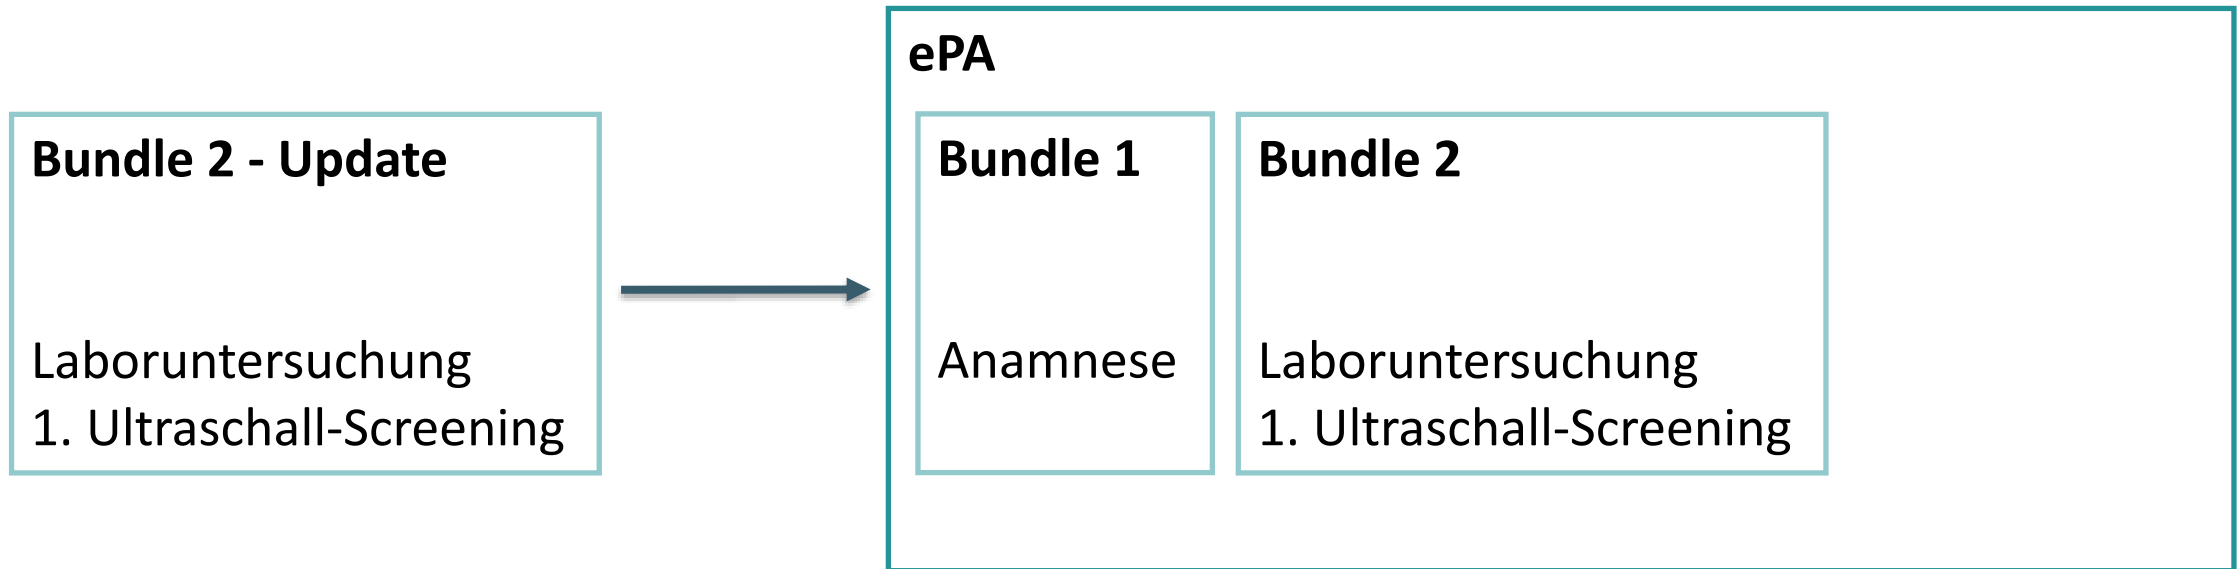 Bundle 2 - Update
Laboruntersuchung
1. Ultraschall-Screening
ePA
Bundle 1
Anamnese
Bundle 2
Laboruntersuchung
1. Ultraschall-Screening